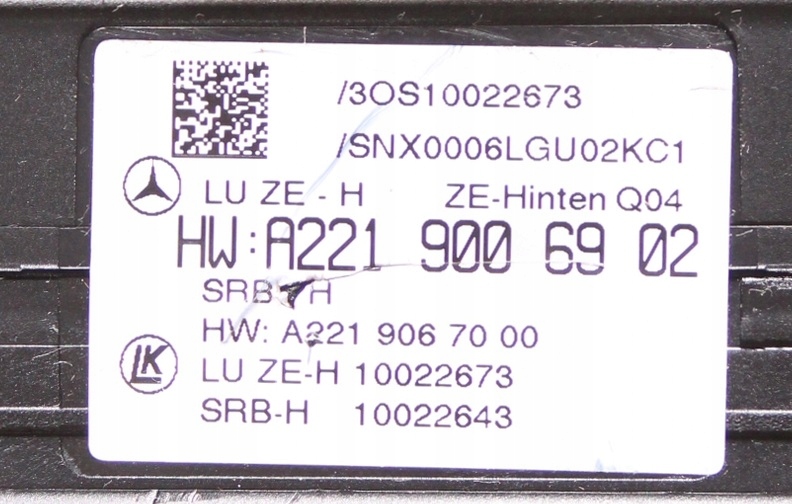 /3OS10022673
/SNX0006LGU02KC1
LU ZE - H ZE-Hinten Q04
HW:A221 900 69 02
SRB H
HW: A221 906 70 00
LK
LU ZE-H 10022673
SRB-H 10022643